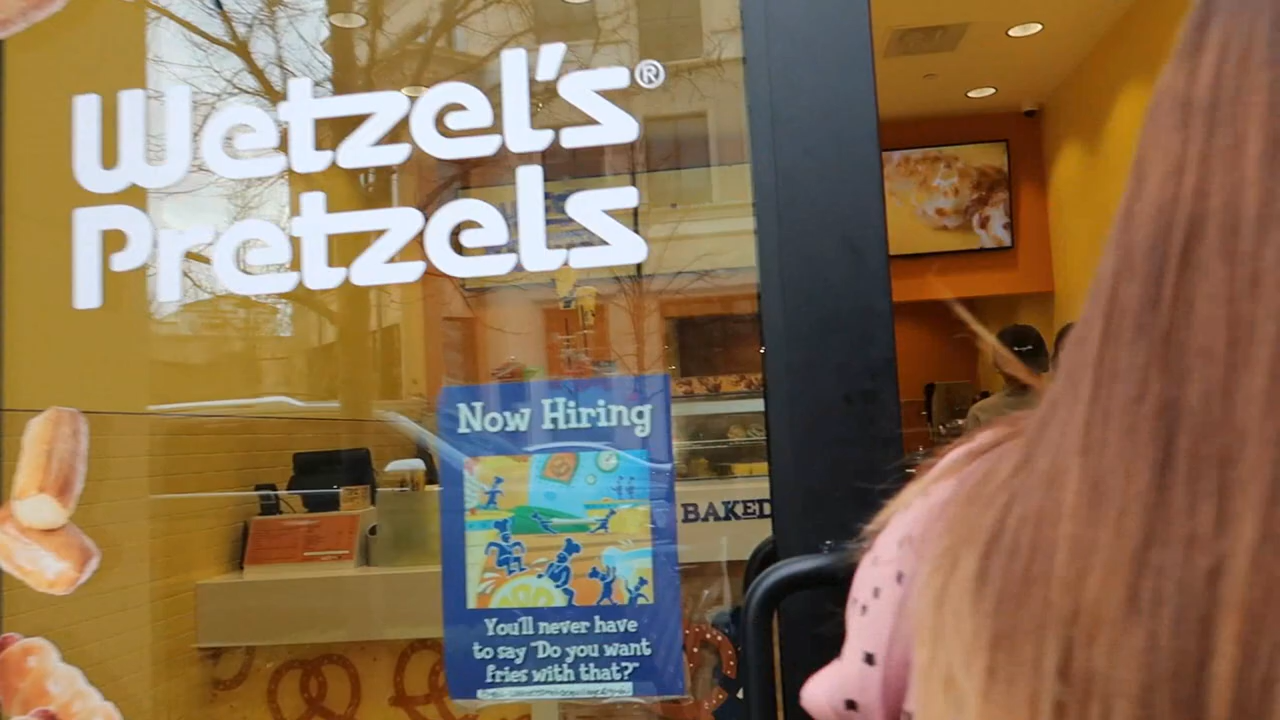 Wetzel's®
Pretzels
Now Hiring
BAKED
You'll never have
to say "Do you want
fries with that?"